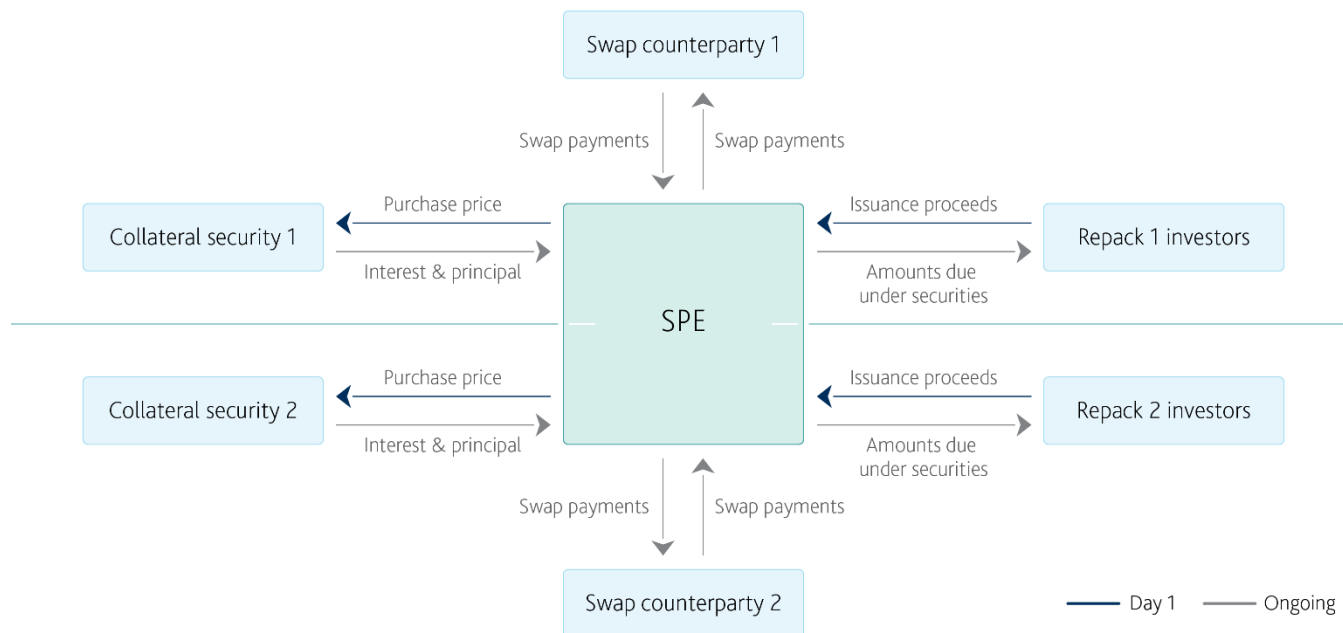 Swap counterparty 1
Swap payments
Swap payments
Purchase price
Issuance proceeds
Collateral security 1
Repack 1 investors
Interest & principal
Amounts due
under securities
SPE
Purchase price
Issuance proceeds
Collateral security 2
Repack 2 investors
Interest & principal
Amounts due
under securities
Swap payments
Swap payments
Swap counterparty 2
Day 1
Ongoing